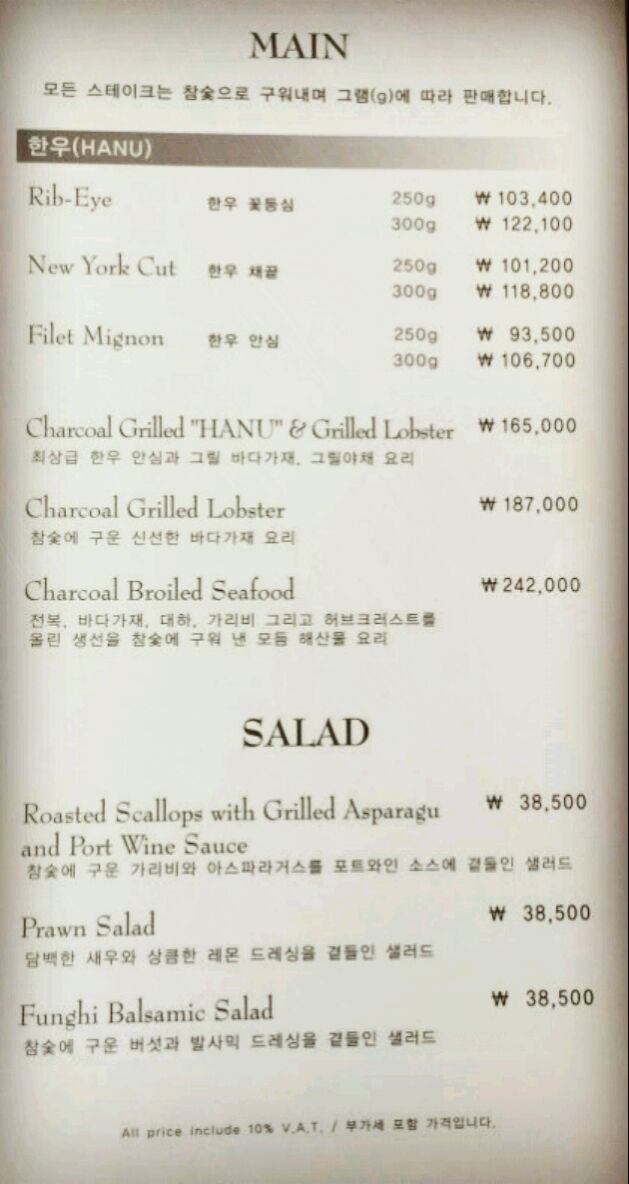 MAIN
모든 스테이크는 참숯으로 구워내며 그램(g)에 따라 판매합니다.
한우(HANU)
Rib-Eye 한우 꽃등심 250g ₩ 103,400
300g ₩ 122,100
New York Cut 한우 채끝 250g ₩ 101,200
300g ₩ 118,800
Filet Mignon 한우 안심 250g ₩ 93,500
300g ₩ 106,700
Charcoal Grilled "HANU" & Grilled Lobster ₩ 165,000
최상급 한우 안심과 그릴 바다가재, 그릴야채 요리
Charcoal Grilled Lobster ₩ 187,000
참숯에 구운 신선한 바다가재 요리
Charcoal Broiled Seafood ₩ 242,000
전복, 바다가재, 대하, 가리비 그리고 허브크러스트를
올린 생선을 참숯에 구워 낸 모듬 해산물 요리
SALAD
Roasted Scallops with Grilled Asparagu ₩ 38,500
and Port Wine Sauce
참숯에 구운 가리비와 아스파라거스를 포트와인 소스에 곁들인 샐러드
Prawn Salad ₩ 38,500
담백한 새우와 상큼한 레몬 드레싱을 곁들인 샐러드
Funghi Balsamic Salad ₩ 38,500
참숯에 구운 버섯과 발사믹 드레싱을 곁들인 샐러드
All price include 10% V.A.T. / 부가세 포함 가격입니다.